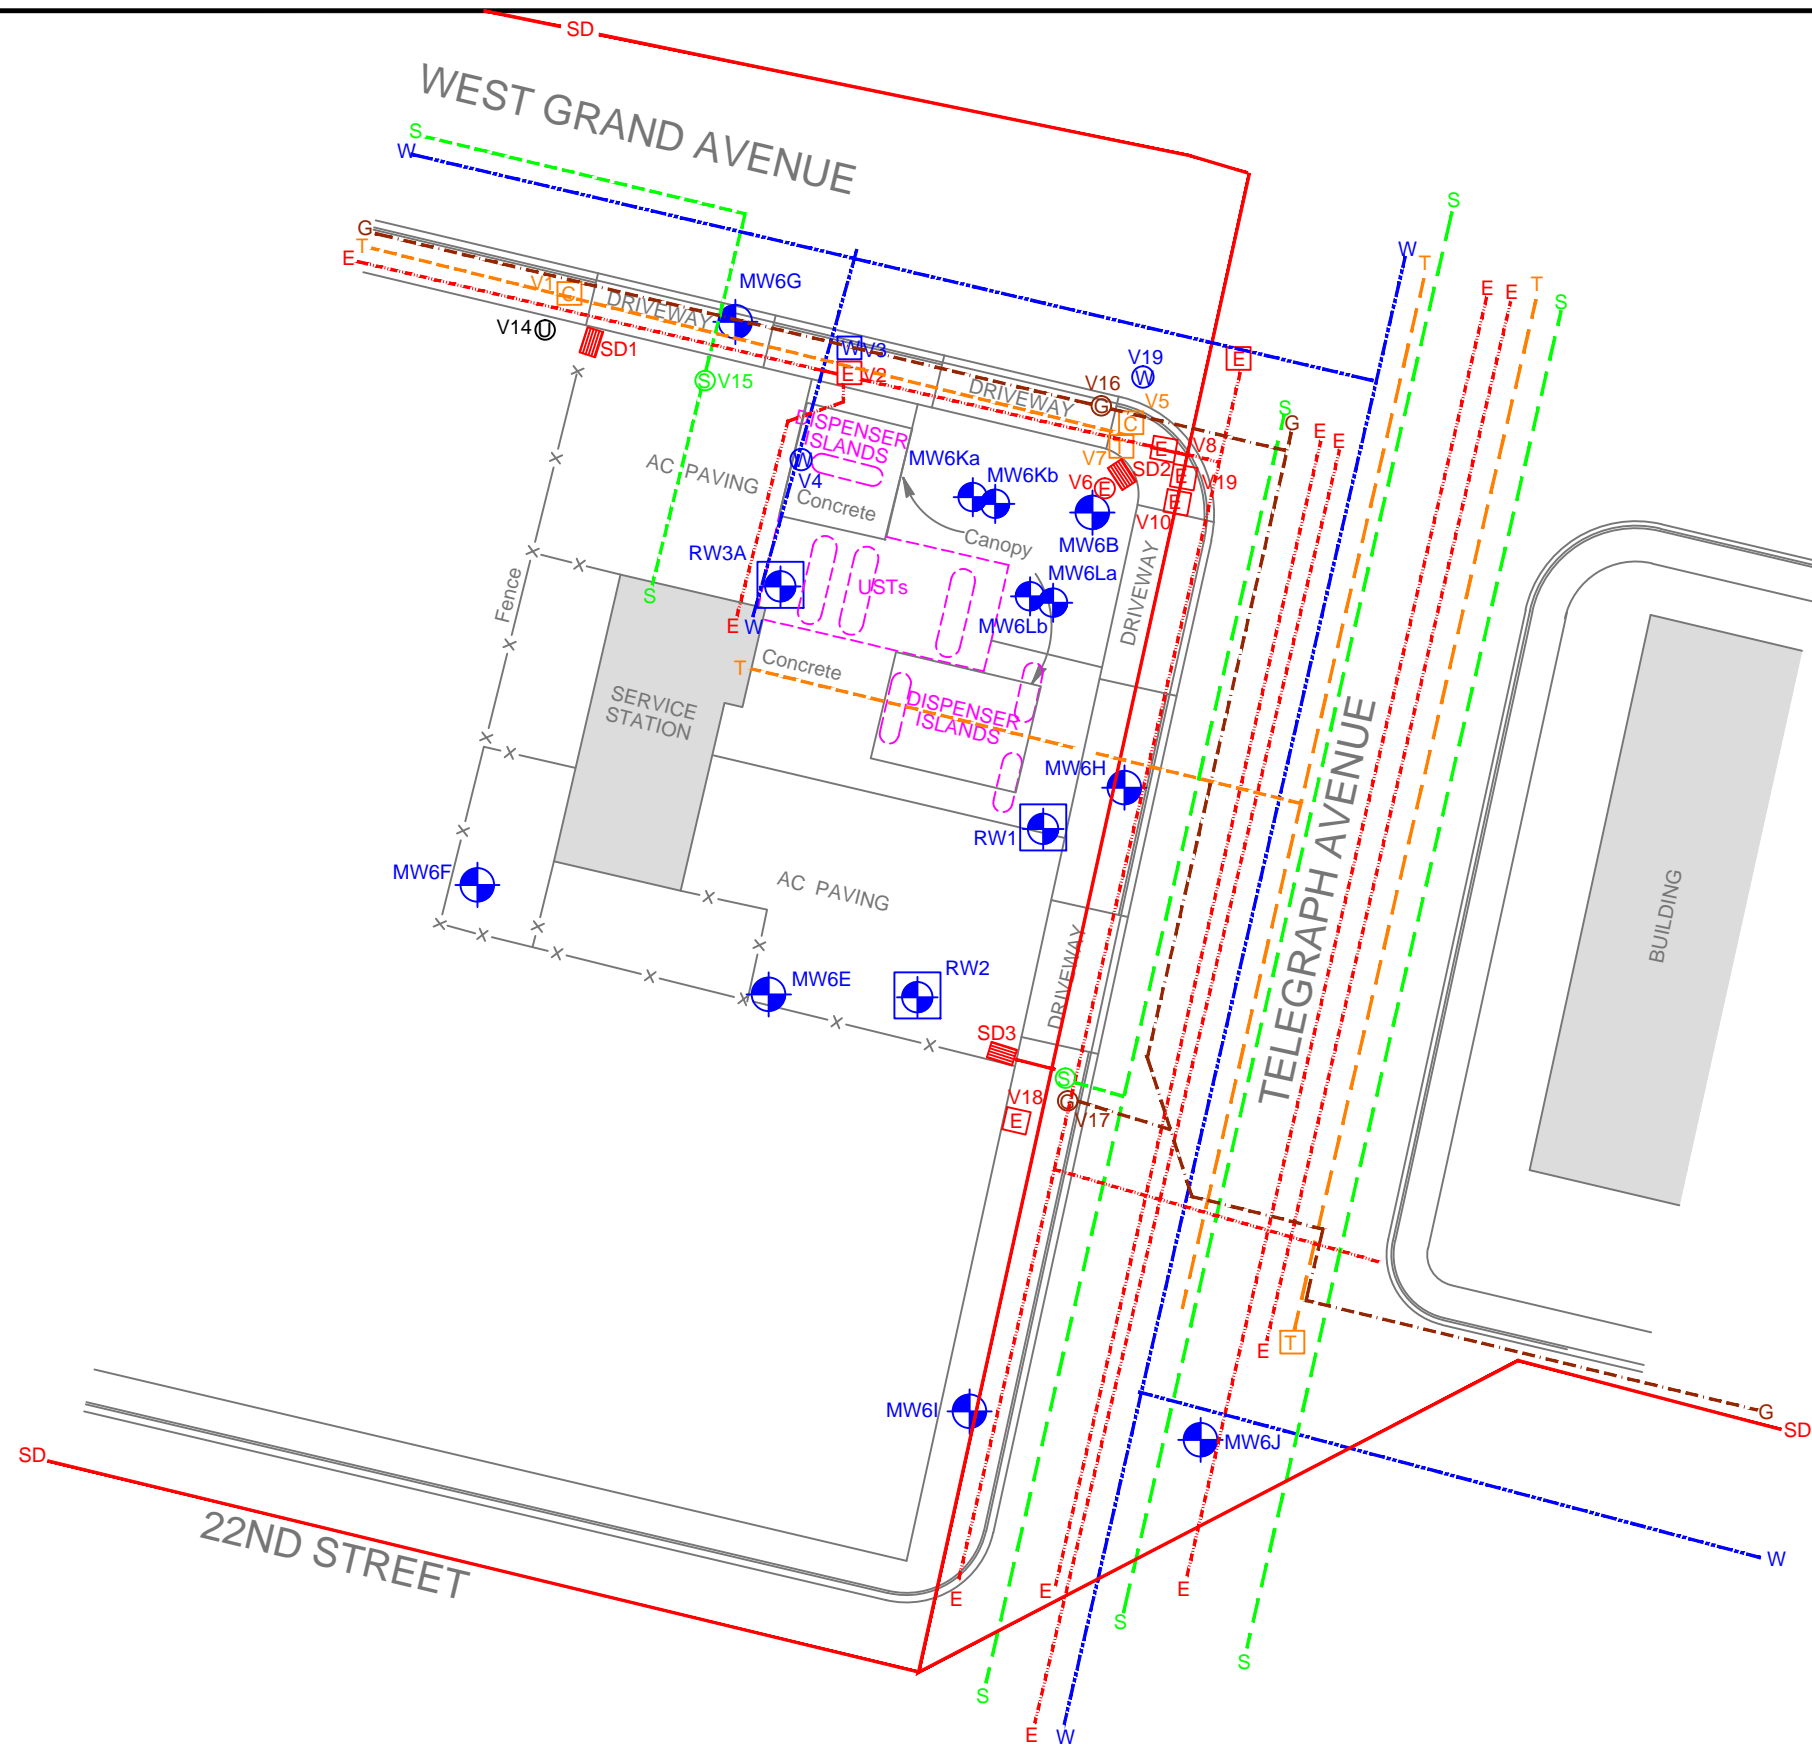 SD
WEST GRAND AVENUE
S
W
G
T
E
S
W
T
E
E
T
S
MW6G
V1
C
DRIVEWAY
V14
U
SD1
W
V3
E
V2
S
V15
V19
W
E
V16
G
V5
C
DRIVEWAY
S
G
E
E
DISPENSER
ISLANDS
AC PAVING
W
V4
Concrete
MW6Ka
MW6Kb
V7
V6
E
SD2
E
V8
E
V19
E
V10
MW6B
Canopy
RW3A
USTs
MW6La
MW6Lb
DRIVEWAY
Fence
S
E
W
T
Concrete
SERVICE
STATION
DISPENSER
ISLANDS
MW6H
RW1
TELEGRAPH AVENUE
BUILDING
MW6F
AC PAVING
MW6E
RW2
DRIVEWAY
SD3
S
V18
E
G
V17
E
T
G
SD
MW6I
MW6J
SD
22ND STREET
W
E
E
E
S
S
S
E
W